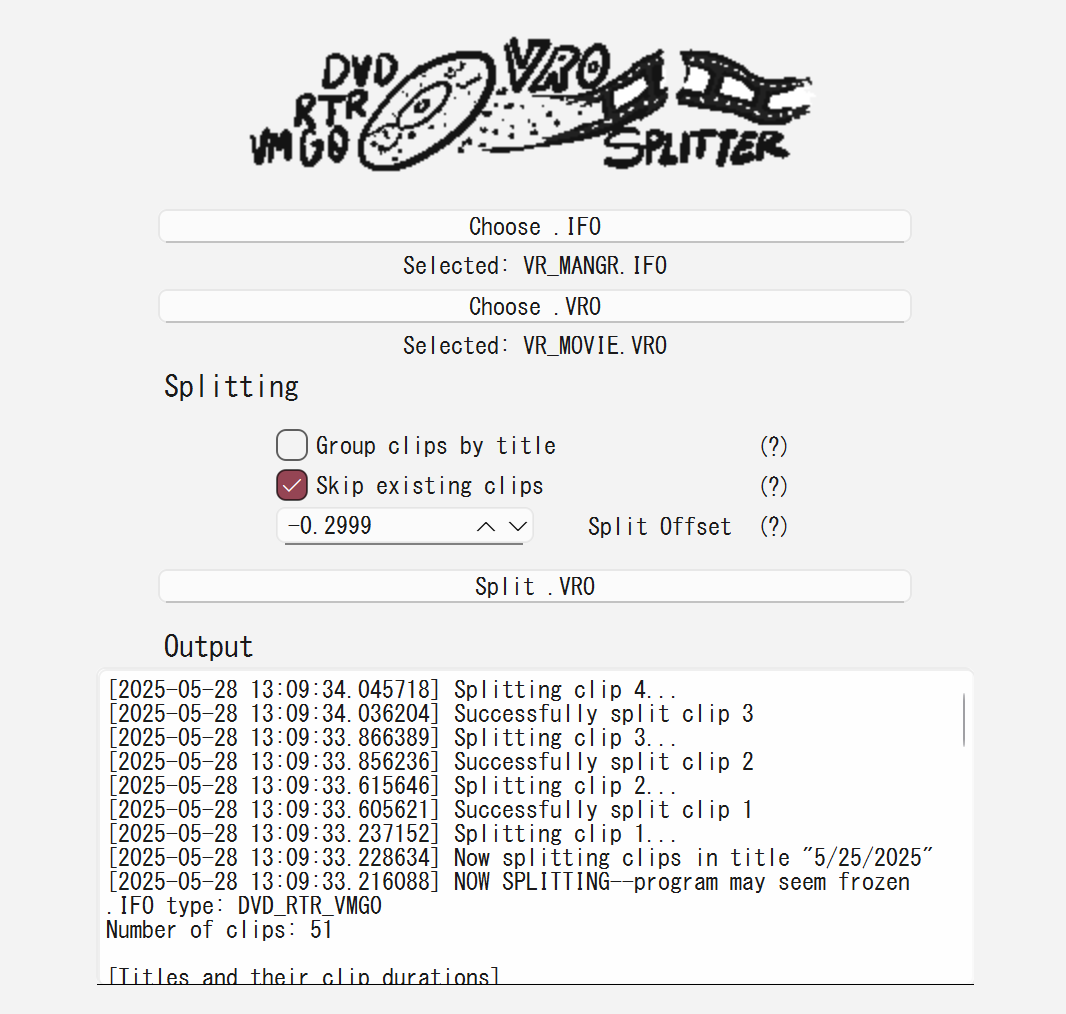 DVD
RTR
VMG0
VRO
SPLITTER
Choose .IFO
Selected: VR_MANGR.IFO
Choose .VRO
Selected: VR_MOVIE.VRO
Splitting
Group clips by title (?)
Skip existing clips (?)
-0.2999 Split Offset (?)
Split .VRO
Output
[2025-05-28 13:09:34.045718] Splitting clip 4...
[2025-05-28 13:09:34.036204] Successfully split clip 3
[2025-05-28 13:09:33.866389] Splitting clip 3...
[2025-05-28 13:09:33.856236] Successfully split clip 2
[2025-05-28 13:09:33.615646] Splitting clip 2...
[2025-05-28 13:09:33.605621] Successfully split clip 1
[2025-05-28 13:09:33.237152] Splitting clip 1...
[2025-05-28 13:09:33.228634] Now splitting clips in title "5/25/2025"
[2025-05-28 13:09:33.216088] NOW SPLITTING--program may seem frozen
.IFO type: DVD_RTR_VMG0
Number of clips: 51
[Titles and their clip durations]